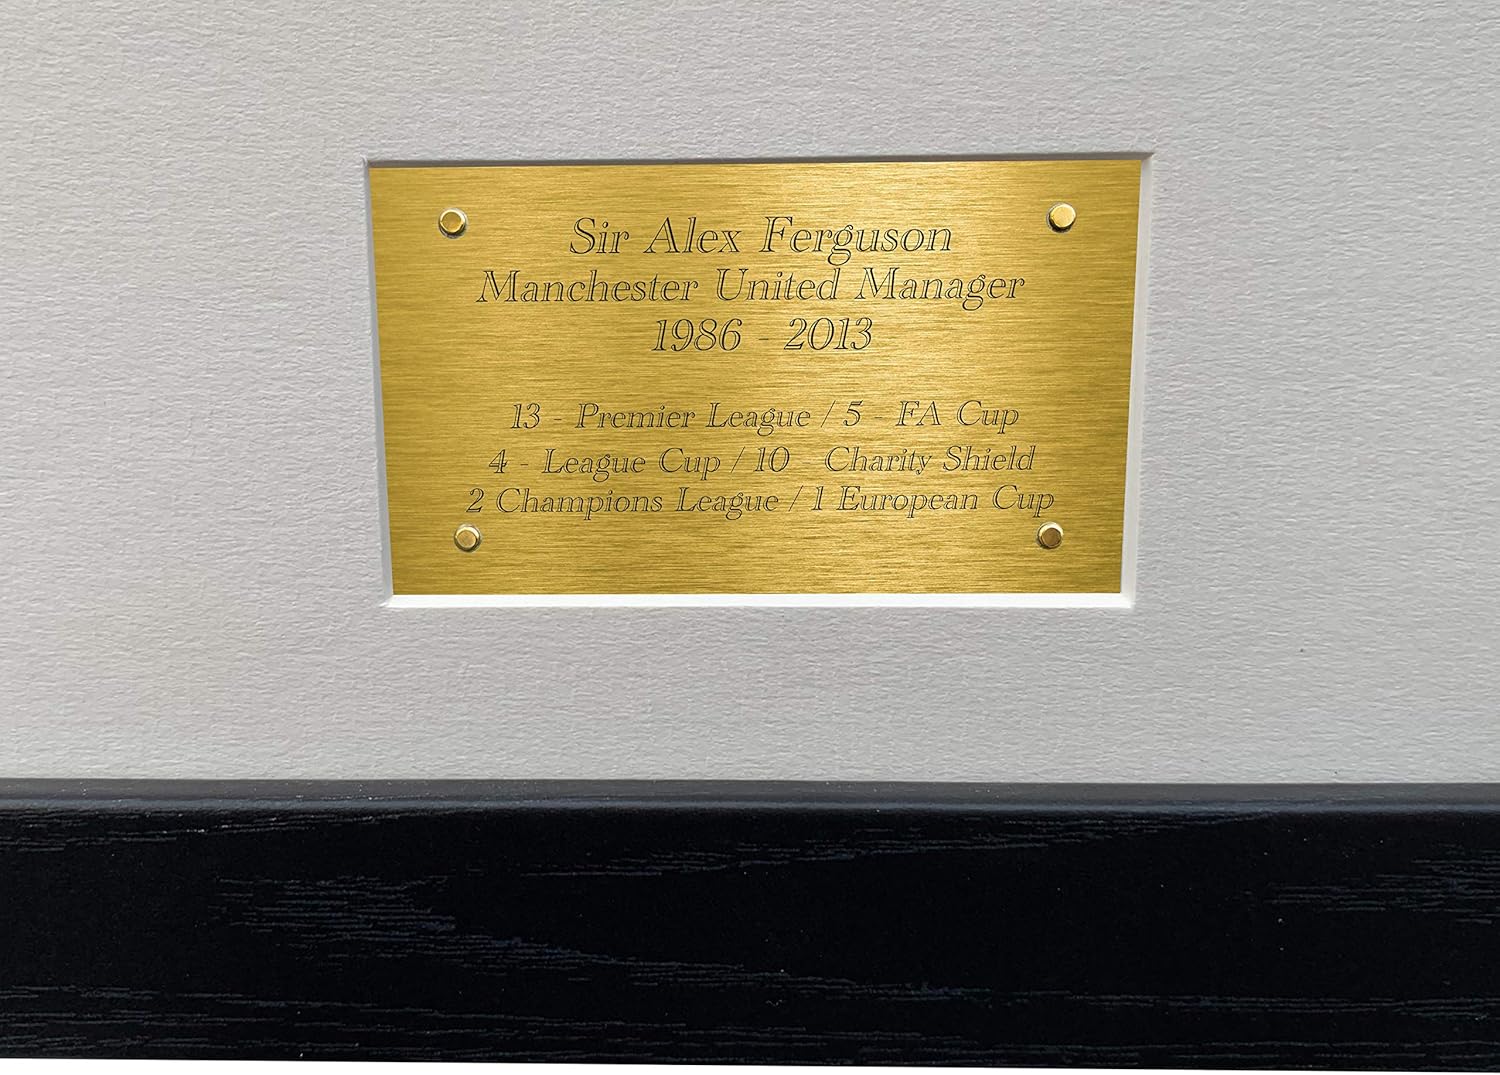 Sir Alex Ferguson
Manchester United Manager
1986 - 2013
13 - Premier League / 5 - FA Cup
4 - League Cup / 10 - Charity Shield
2 Champions League / 1 European Cup